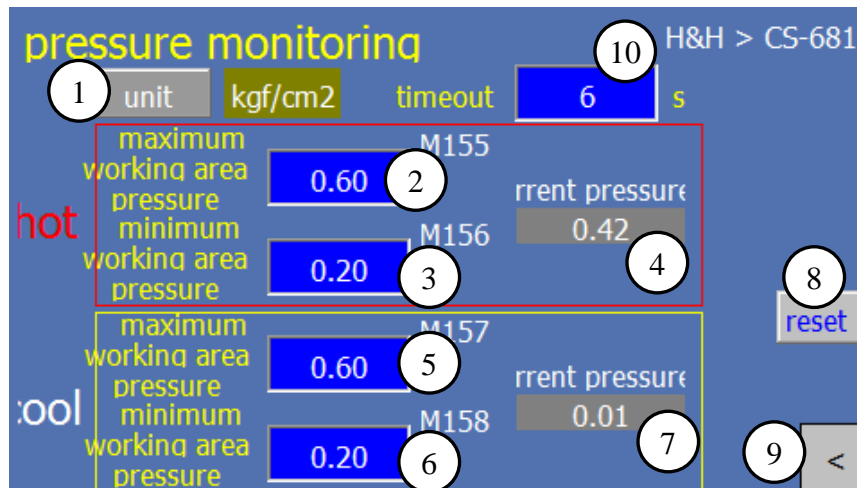 pressure monitoring
10
H&H > CS-681
1
unit
kgf/cm2
timeout
6
s
maximum
working area
pressure
M155
0.60
2
rrent pressure
hot
minimum
working area
pressure
M156
0.20
3
0.42
4
8
reset
maximum
working area
pressure
M157
0.60
5
rrent pressure
cool
minimum
working area
pressure
M158
0.20
6
0.01
7
9
<